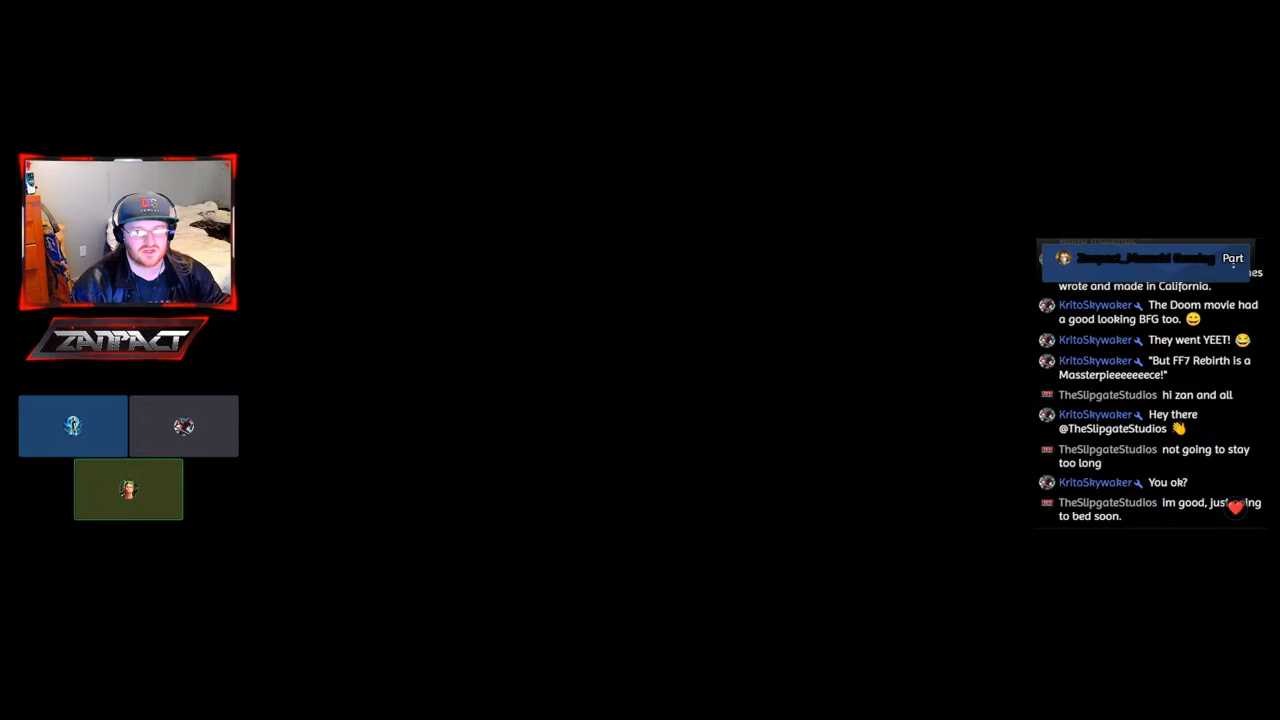 ZANPACT
Part
wrote and made in California.
KritoSkywaker The Doom movie had
a good looking BFG too. 😄
KritoSkywaker They went YEET! 😂
KritoSkywaker "But FF7 Rebirth is a
Massterpieeeeeeece!"
TheSlipgateStudios hi zan and all
KritoSkywaker Hey there
@TheSlipgateStudios 👋
TheSlipgateStudios not going to stay
too long
KritoSkywaker You ok?
TheSlipgateStudios im good,
to bed soon.